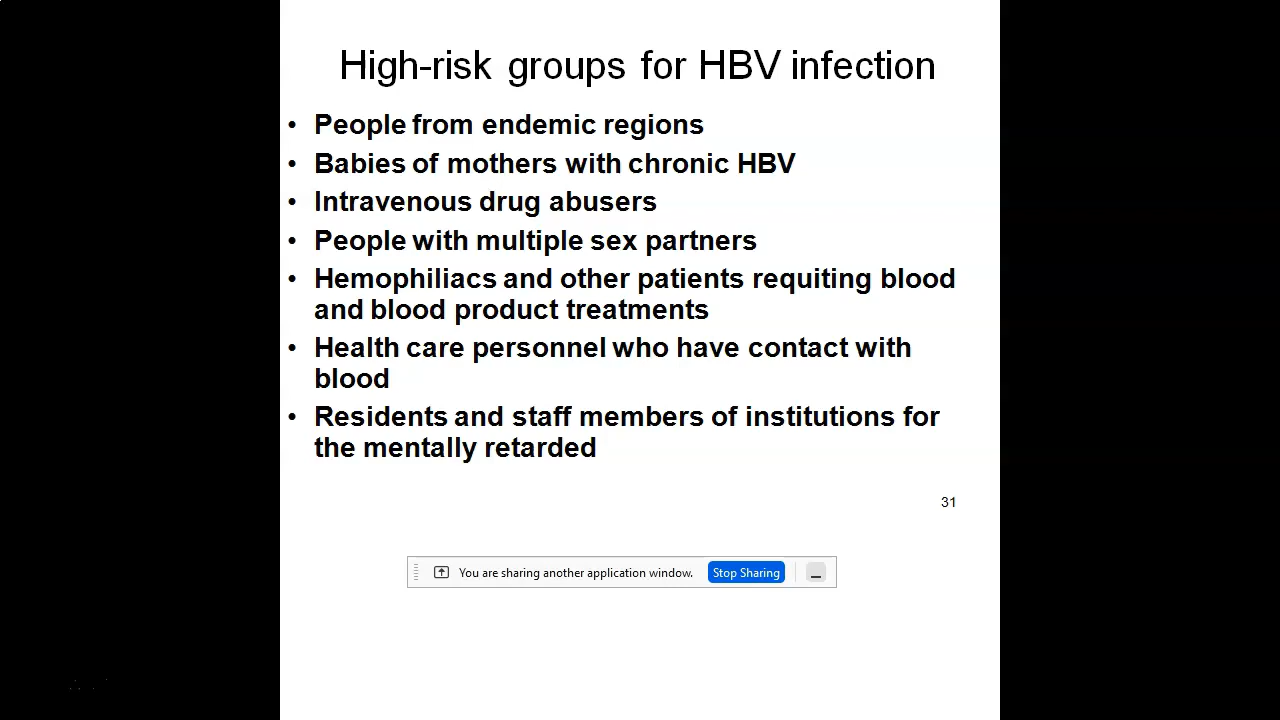 High-risk groups for HBV infection
• People from endemic regions
• Babies of mothers with chronic HBV
• Intravenous drug abusers
• People with multiple sex partners
• Hemophiliacs and other patients requiting blood
and blood product treatments
• Health care personnel who have contact with
blood
• Residents and staff members of institutions for
the mentally retarded
31
You are sharing another application window. Stop Sharing